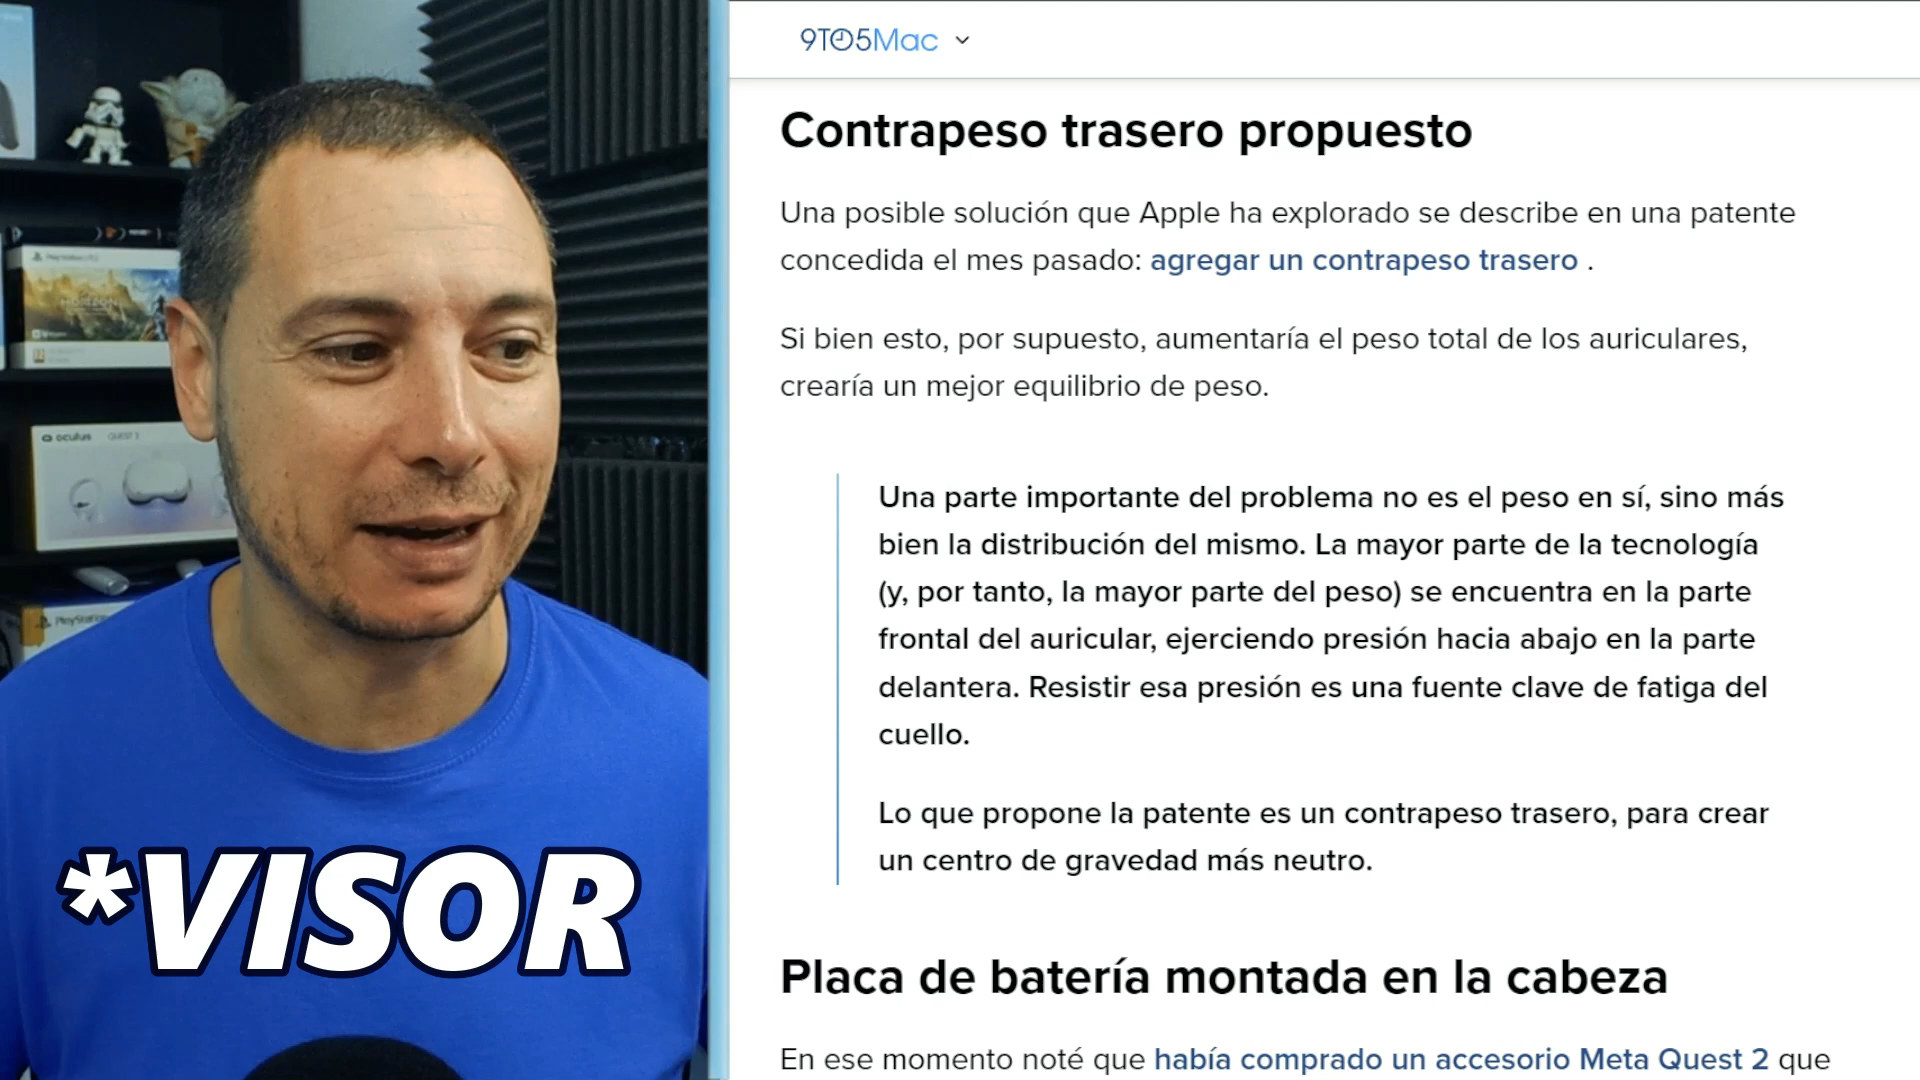 9TO5Mac
Contrapeso trasero propuesto
Una posible solución que Apple ha explorado se describe en una patente
concedida el mes pasado: agregar un contrapeso trasero .
Si bien esto, por supuesto, aumentaría el peso total de los auriculares,
crearía un mejor equilibrio de peso.
Una parte importante del problema no es el peso en sí, sino más
bien la distribución del mismo. La mayor parte de la tecnología
(y, por tanto, la mayor parte del peso) se encuentra en la parte
frontal del auricular, ejerciendo presión hacia abajo en la parte
delantera. Resistir esa presión es una fuente clave de fatiga del
cuello.
Lo que propone la patente es un contrapeso trasero, para crear
un centro de gravedad más neutro.
Placa de batería montada en la cabeza
En ese momento noté que había comprado un accesorio Meta Quest 2 que
HORIZON
oculus
*VISOR